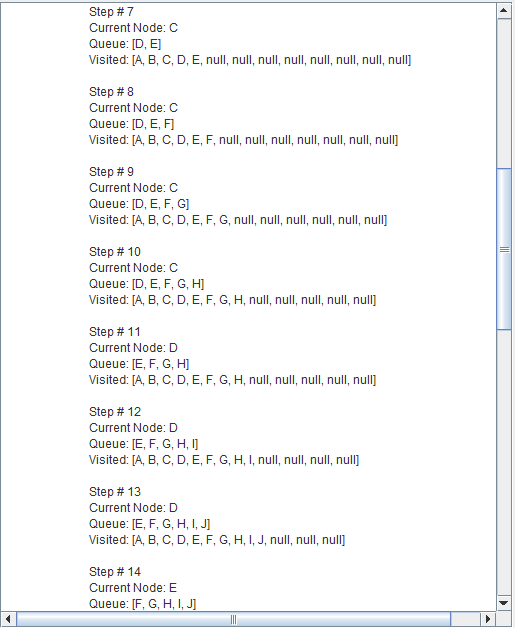 Step # 7
Current Node: C
Queue: [D, E]
Visited: [A, B, C, D, E, null, null, null, null, null, null, null, null]
Step # 8
Current Node: C
Queue: [D, E, F]
Visited: [A, B, C, D, E, F, null, null, null, null, null, null, null]
Step # 9
Current Node: C
Queue: [D, E, F, G]
Visited: [A, B, C, D, E, F, G, null, null, null, null, null, null]
Step # 10
Current Node: C
Queue: [D, E, F, G, H]
Visited: [A, B, C, D, E, F, G, H, null, null, null, null, null]
Step # 11
Current Node: D
Queue: [E, F, G, H]
Visited: [A, B, C, D, E, F, G, H, null, null, null, null, null]
Step # 12
Current Node: D
Queue: [E, F, G, H, I]
Visited: [A, B, C, D, E, F, G, H, I, null, null, null, null]
Step # 13
Current Node: D
Queue: [E, F, G, H, I, J]
Visited: [A, B, C, D, E, F, G, H, I, J, null, null, null]
Step # 14
Current Node: E
Queue: [F, G, H, I, J]